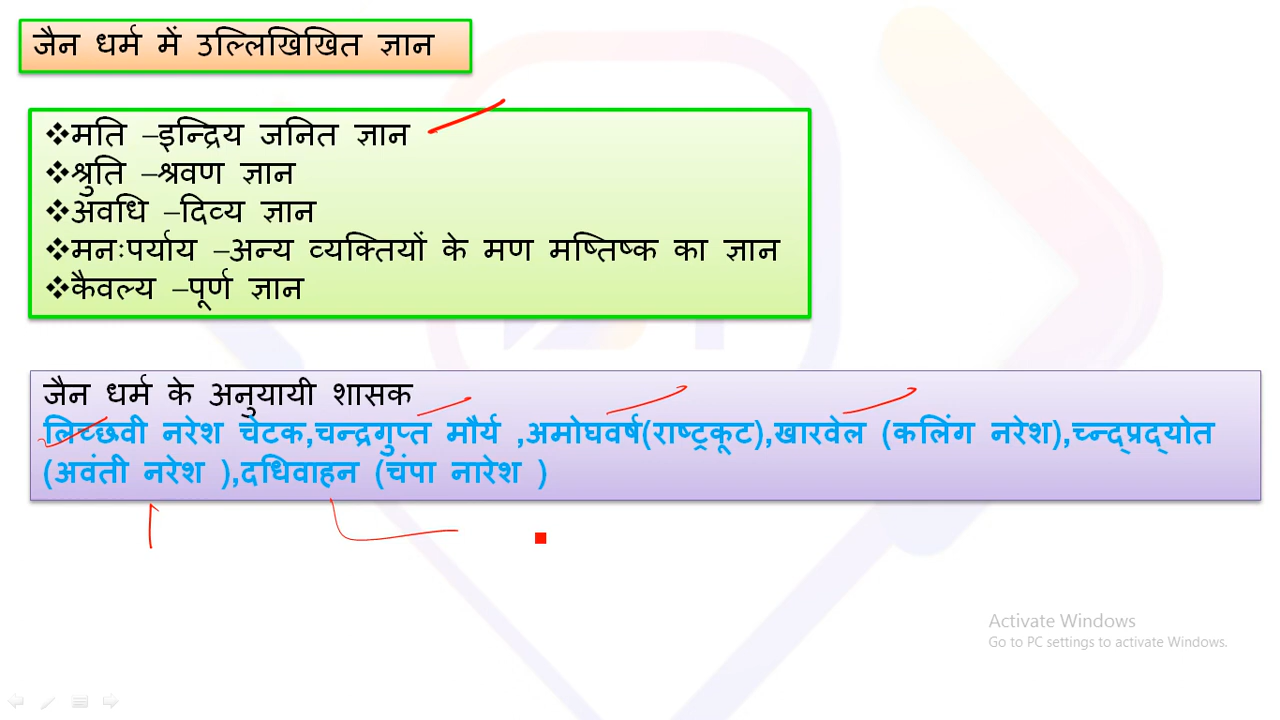 जैन धर्म में उल्लिखिखित ज्ञान
❖मति –इन्द्रिय जनित ज्ञान
❖श्रुति –श्रवण ज्ञान
❖अवधि –दिव्य ज्ञान
❖मनःपर्याय –अन्य व्यक्तियों के मण मष्तिष्क का ज्ञान
❖कैवल्य –पूर्ण ज्ञान
जैन धर्म के अनुयायी शासक
लिच्छवी नरेश चेटक,चन्द्रगुप्त मौर्य ,अमोघवर्ष(राष्ट्रकूट),खारवेल (कलिंग नरेश),च्न्द्प्रद्योत
(अवंती नरेश ),दधिवाहन (चंपा नारेश )
Activate Windows
Go to PC settings to activate Windows.